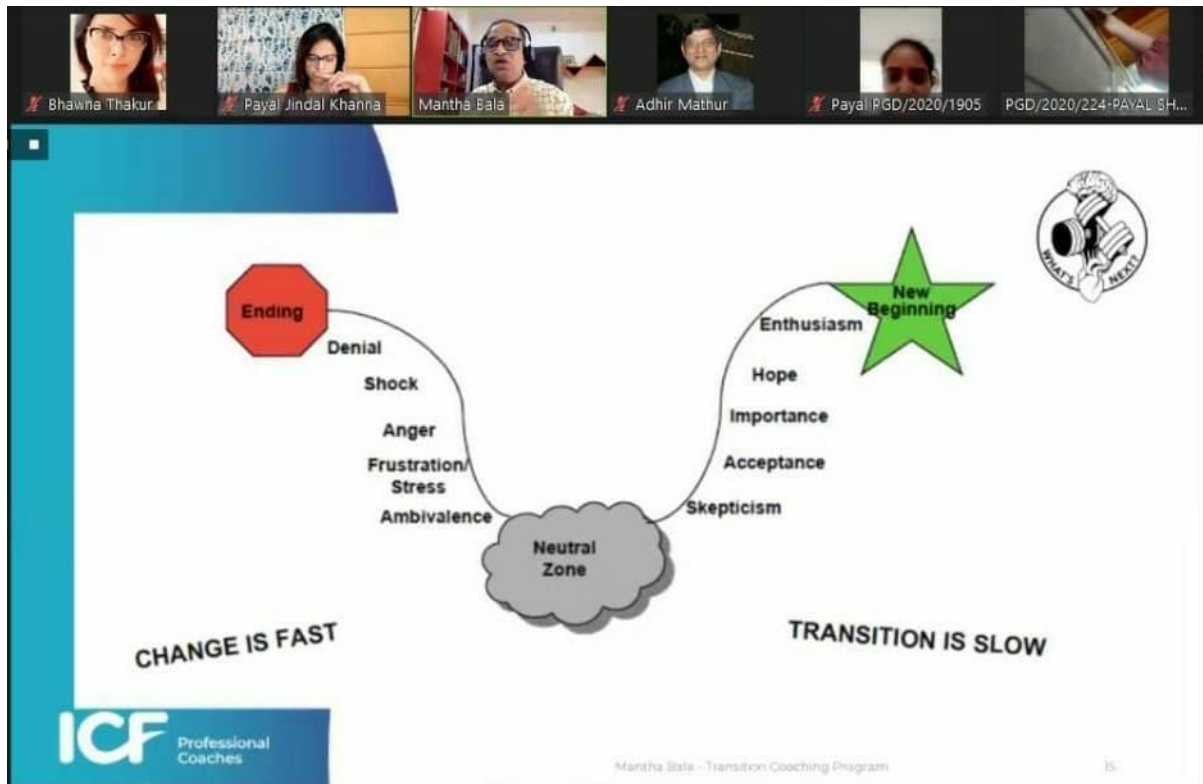 Bhawna Thakur
Payal Jindal Khanna
Mantha Bala
Adhir Mathur
Payal PGD/2020/1905
PGD/2020/224-PAYAL SH...
WHAT'S NEXT?
Ending
Denial
Shock
Anger
Frustration/
Stress
Ambivalence
Neutral
Zone
New
Beginning
Enthusiasm
Hope
Importance
Acceptance
Skepticism
CHANGE IS FAST
TRANSITION IS SLOW
ICF Professional
Coaches
Mantha Bala - Transition Coaching Program
15